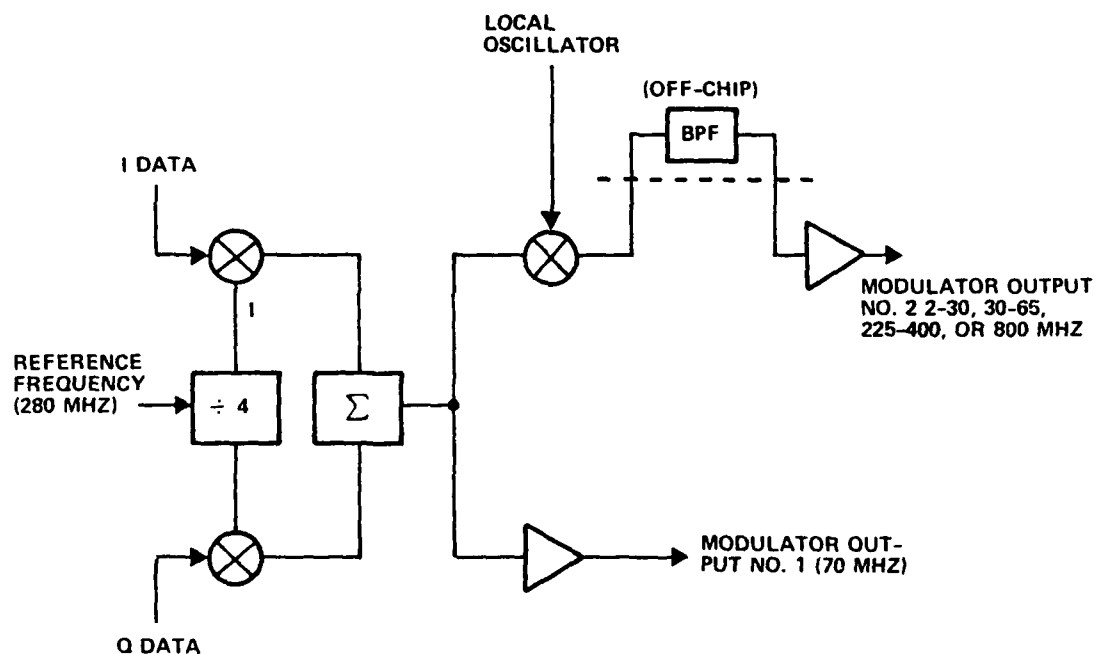 LOCAL
OSCILLATOR
(OFF-CHIP)
BPF
I DATA
I
MODULATOR OUTPUT
NO. 2 2-30, 30-65,
225-400, OR 800 MHZ
REFERENCE
FREQUENCY
(280 MHZ)
÷ 4
Σ
MODULATOR OUT-
PUT NO. 1 (70 MHZ)
Q DATA